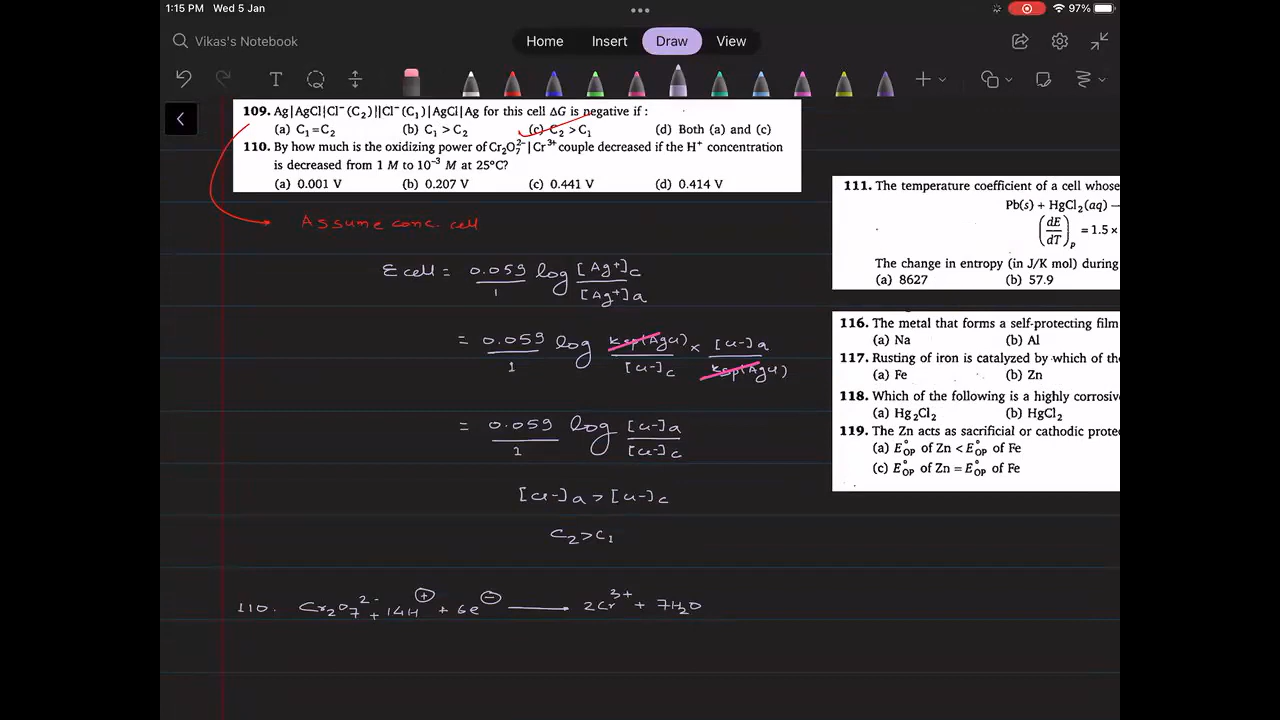 1:15 PM Wed 5 Jan
97%
Vikas's Notebook
Home Insert Draw View
109. Ag|AgCl|Cl⁻(C₂)||Cl⁻(C₁)|AgCl|Ag for this cell ΔG is negative if :
(a) C₁=C₂ (b) C₁ > C₂ (c) C₂ > C₁ (d) Both (a) and (c)
110. By how much is the oxidizing power of Cr₂O₇²⁻|Cr³⁺ couple decreased if the H⁺ concentration
is decreased from 1 M to 10⁻³ M at 25°C?
(a) 0.001 V (b) 0.207 V (c) 0.441 V (d) 0.414 V
Assume conc. cell
Ecell = 0.059/1 log [Ag⁺]c/[Ag⁺]a
= 0.059/1 log Ksp(AgCl)/[Cl-]c × [Cl-]a/Ksp(AgCl)
= 0.059/1 log [Cl-]a/[Cl-]c
[Cl-]a > [Cl-]c
C₂>C₁
110. Cr₂O₇²⁻ + 14H⁺ + 6e⁻ → 2Cr³⁺ + 7H₂O
111. The temperature coefficient of a cell whose
Pb(s) + HgCl₂(aq) →
(dE/dT)p = 1.5 ×
The change in entropy (in J/K mol) during
(a) 8627 (b) 57.9
116. The metal that forms a self-protecting film
(a) Na (b) Al
117. Rusting of iron is catalyzed by which of the
(a) Fe (b) Zn
118. Which of the following is a highly corrosive
(a) Hg₂Cl₂ (b) HgCl₂
119. The Zn acts as sacrificial or cathodic prote
(a) E°OP of Zn < E°OP of Fe
(c) E°OP of Zn = E°OP of Fe